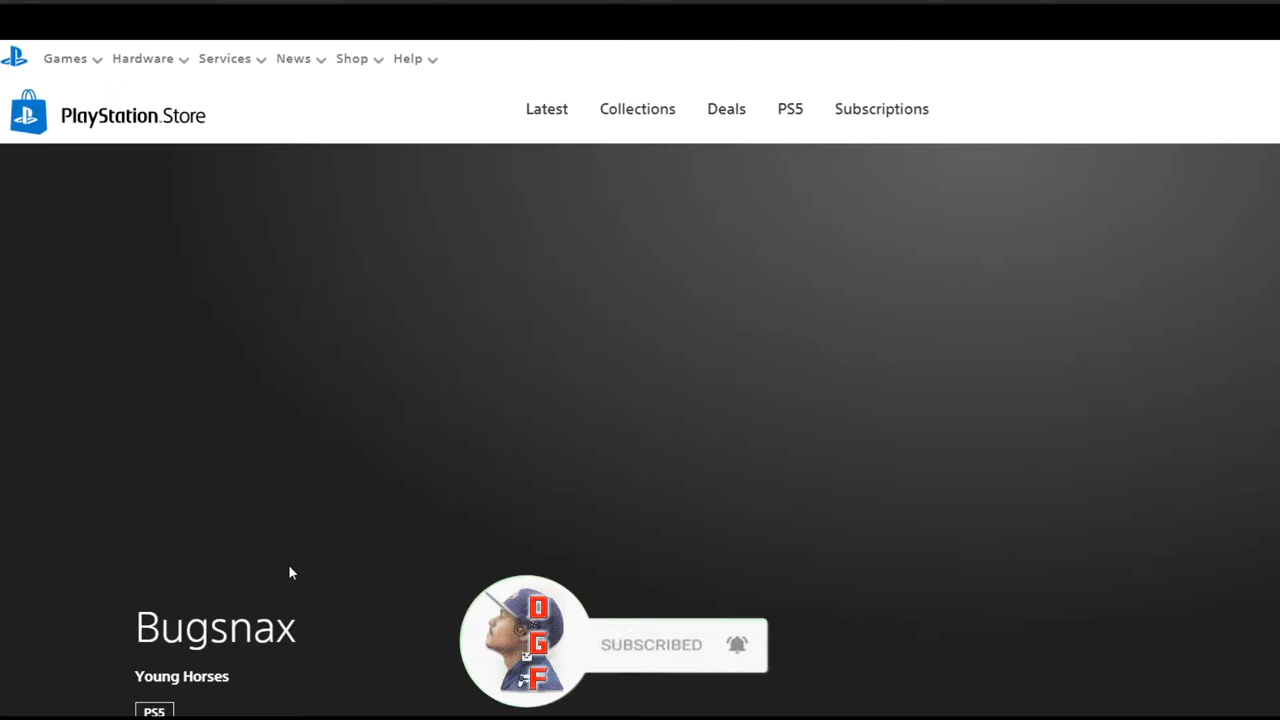 Games Hardware Services News Shop Help
PlayStation.Store
Latest Collections Deals PS5 Subscriptions
Bugsnax
Young Horses
PS5
O
G
F
SUBSCRIBED